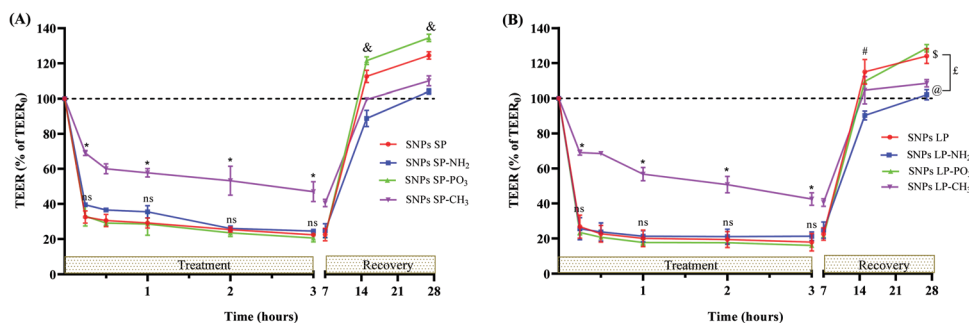 (A)
TEER (% of TEER₀)
140
120
100
80
60
40
20
0
*
*
*
*
ns
ns
ns
ns
&
&
SNPs SP
SNPs SP-NH₂
SNPs SP-PO₃
SNPs SP-CH₃
Treatment
Recovery
1 2 3 7 14 21 28
Time (hours)
(B)
TEER (% of TEER₀)
140
120
100
80
60
40
20
0
*
*
*
*
ns
ns
ns
ns
#
$
£
@
SNPs LP
SNPs LP-NH₂
SNPs LP-PO₃
SNPs LP-CH₃
Treatment
Recovery
1 2 3 7 14 21 28
Time (hours)